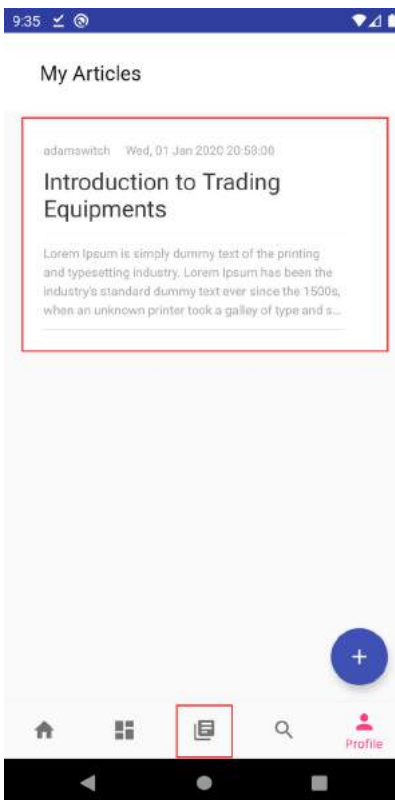 9:35
My Articles
adamswitch Wed, 01 Jan 2020 20:58:00
Introduction to Trading
Equipments
Lorem Ipsum is simply dummy text of the printing
and typesetting industry. Lorem Ipsum has been the
industry's standard dummy text ever since the 1500s,
when an unknown printer took a galley of type and s...
+
Profile